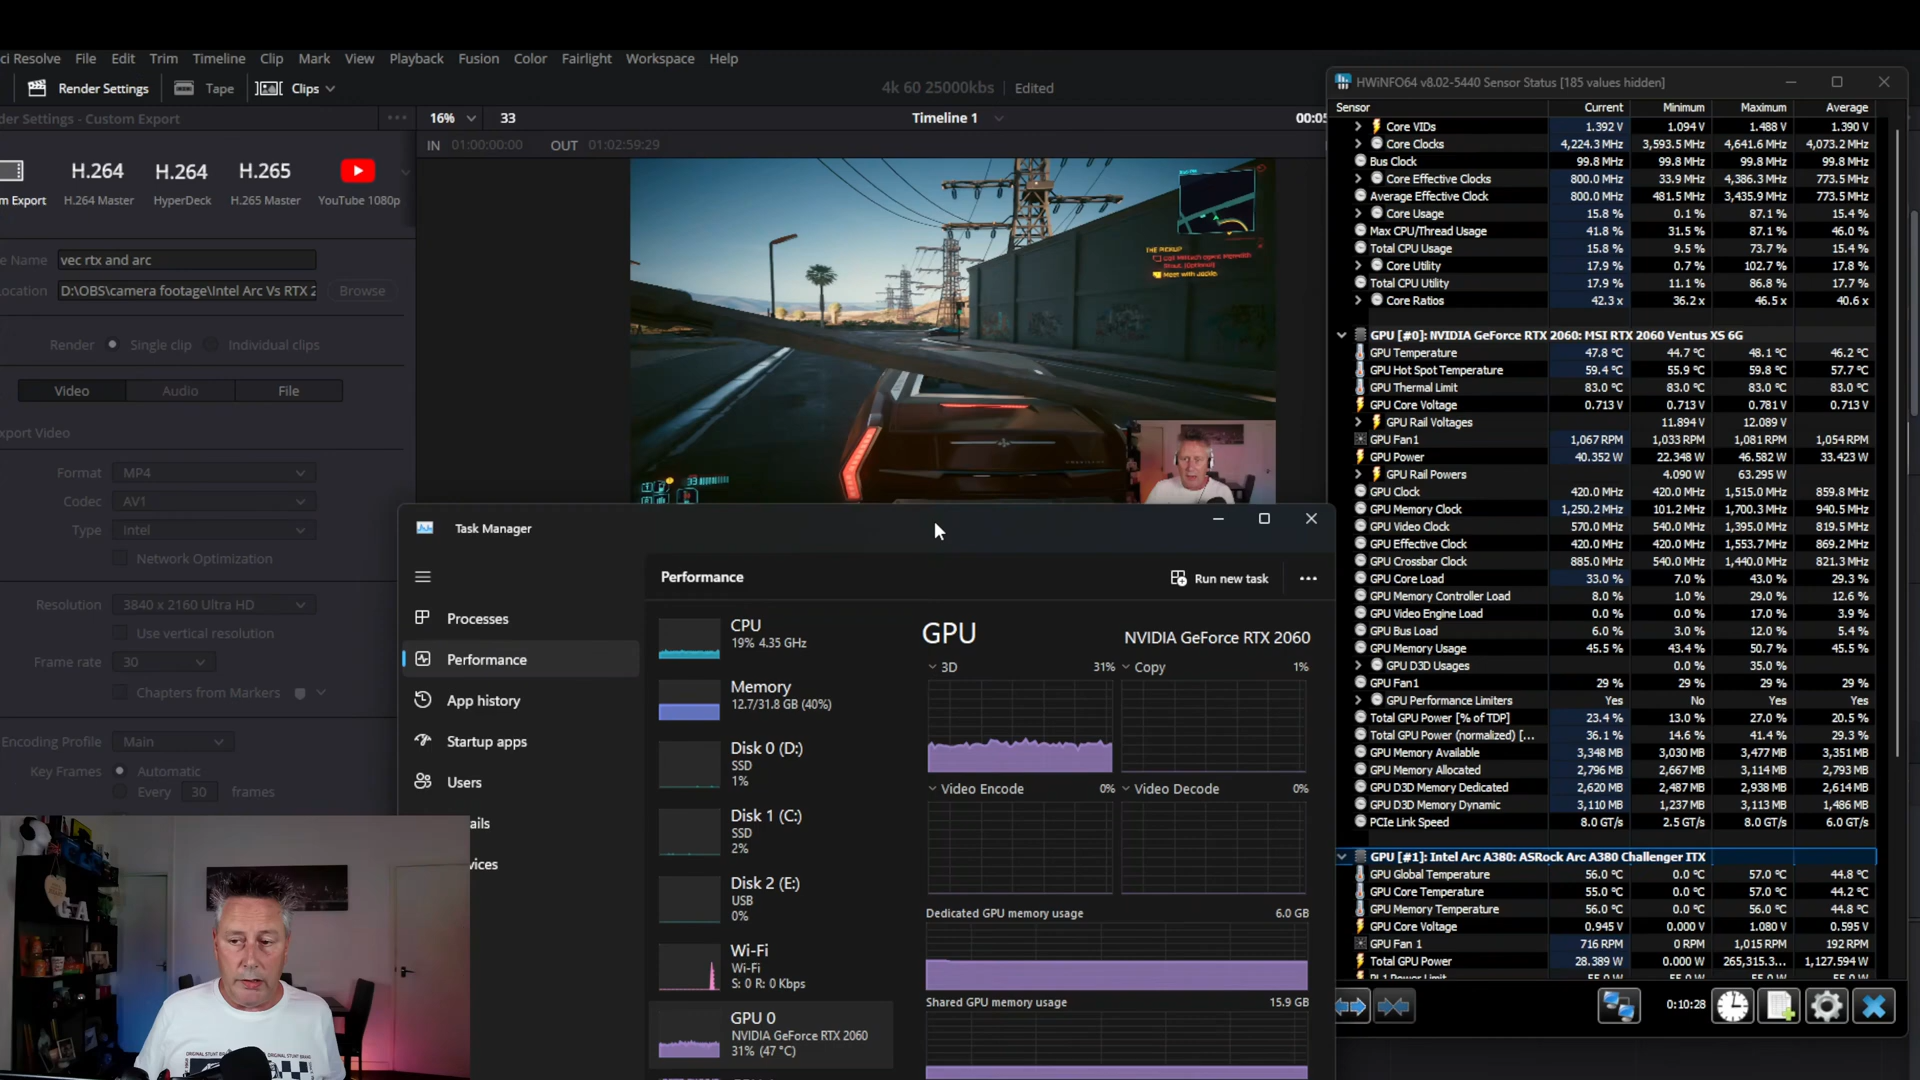 ci Resolve File Edit Trim Timeline Clip Mark View Playback Fusion Color Fairlight Workspace Help
Render Settings Tape Clips
4k 60 25000kbs Edited
der Settings - Custom Export
16% 33 Timeline 1 00:05
IN 01:00:00:00 OUT 01:02:59:29
H.264 H.264 H.265
m Export H.264 Master HyperDeck H.265 Master YouTube 1080p
e Name vec rtx and arc
ocation D:\OBS\camera footage\Intel Arc Vs RTX 2 Browse
Render Single clip Individual clips
Video Audio File
xport Video
Format MP4
Codec AV1
Type Intel
Network Optimization
Resolution 3840 x 2160 Ultra HD
Use vertical resolution
Frame rate 30
Chapters from Markers
Encoding Profile Main
Key Frames Automatic
Every 30 frames
THE PICKUP
Meet with Jackie.
Task Manager
Performance Run new task
Processes
Performance
App history
Startup apps
Users
ails
vices
CPU
19% 4.35 GHz
Memory
12.7/31.8 GB (40%)
Disk 0 (D:)
SSD
1%
Disk 1 (C:)
SSD
2%
Disk 2 (E:)
USB
0%
Wi-Fi
Wi-Fi
S: 0 R: 0 Kbps
GPU 0
NVIDIA GeForce RTX 2060
31% (47 °C)
GPU NVIDIA GeForce RTX 2060
3D 31% Copy 1%
Video Encode 0% Video Decode 0%
Dedicated GPU memory usage 6.0 GB
Shared GPU memory usage 15.9 GB
HWiNFO64 v8.02-5440 Sensor Status [185 values hidden]
Sensor Current Minimum Maximum Average
Core VIDs 1.392 V 1.094 V 1.488 V 1.390 V
Core Clocks 4,224.3 MHz 3,593.5 MHz 4,641.6 MHz 4,073.2 MHz
Bus Clock 99.8 MHz 99.8 MHz 99.8 MHz 99.8 MHz
Core Effective Clocks 800.0 MHz 33.9 MHz 4,386.3 MHz 773.5 MHz
Average Effective Clock 800.0 MHz 481.5 MHz 3,435.9 MHz 773.5 MHz
Core Usage 15.8 % 0.1 % 87.1 % 15.4 %
Max CPU/Thread Usage 41.8 % 31.5 % 87.1 % 46.0 %
Total CPU Usage 15.8 % 9.5 % 73.7 % 15.4 %
Core Utility 17.9 % 0.7 % 102.7 % 17.8 %
Total CPU Utility 17.9 % 11.1 % 86.8 % 17.7 %
Core Ratios 42.3 x 36.2 x 46.5 x 40.6 x
GPU [#0]: NVIDIA GeForce RTX 2060: MSI RTX 2060 Ventus XS 6G
GPU Temperature 47.8 °C 44.7 °C 48.1 °C 46.2 °C
GPU Hot Spot Temperature 59.4 °C 55.9 °C 59.8 °C 57.7 °C
GPU Thermal Limit 83.0 °C 83.0 °C 83.0 °C 83.0 °C
GPU Core Voltage 0.713 V 0.713 V 0.781 V 0.713 V
GPU Rail Voltages 11.894 V 12.089 V
GPU Fan1 1,067 RPM 1,033 RPM 1,081 RPM 1,054 RPM
GPU Power 40.352 W 22.348 W 46.582 W 33.423 W
GPU Rail Powers 4.090 W 63.295 W
GPU Clock 420.0 MHz 420.0 MHz 1,515.0 MHz 859.8 MHz
GPU Memory Clock 1,250.2 MHz 101.2 MHz 1,700.3 MHz 940.5 MHz
GPU Video Clock 570.0 MHz 540.0 MHz 1,395.0 MHz 819.5 MHz
GPU Effective Clock 420.0 MHz 420.0 MHz 1,553.7 MHz 869.2 MHz
GPU Crossbar Clock 885.0 MHz 540.0 MHz 1,440.0 MHz 821.3 MHz
GPU Core Load 33.0 % 7.0 % 43.0 % 29.3 %
GPU Memory Controller Load 8.0 % 1.0 % 29.0 % 12.6 %
GPU Video Engine Load 0.0 % 0.0 % 17.0 % 3.9 %
GPU Bus Load 6.0 % 3.0 % 12.0 % 5.4 %
GPU Memory Usage 45.5 % 43.4 % 50.7 % 45.5 %
GPU D3D Usages 0.0 % 35.0 %
GPU Fan1 29 % 29 % 29 % 29 %
GPU Performance Limiters Yes No Yes Yes
Total GPU Power [% of TDP] 23.4 % 13.0 % 27.0 % 20.5 %
Total GPU Power (normalized) [... 36.1 % 14.6 % 41.4 % 29.3 %
GPU Memory Available 3,348 MB 3,030 MB 3,477 MB 3,351 MB
GPU Memory Allocated 2,796 MB 2,667 MB 3,114 MB 2,793 MB
GPU D3D Memory Dedicated 2,620 MB 2,487 MB 2,938 MB 2,614 MB
GPU D3D Memory Dynamic 3,110 MB 1,237 MB 3,113 MB 1,486 MB
PCIe Link Speed 8.0 GT/s 2.5 GT/s 8.0 GT/s 6.0 GT/s
GPU [#1]: Intel Arc A380: ASRock Arc A380 Challenger ITX
GPU Global Temperature 56.0 °C 0.0 °C 57.0 °C 44.8 °C
GPU Core Temperature 55.0 °C 0.0 °C 57.0 °C 44.2 °C
GPU Memory Temperature 56.0 °C 0.0 °C 56.0 °C 44.8 °C
GPU Core Voltage 0.945 V 0.000 V 1.080 V 0.595 V
GPU Fan 1 716 RPM 0 RPM 1,015 RPM 192 RPM
Total GPU Power 28.389 W 0.000 W 265,315.3... 1,127.594 W
PL1 Power Limit 55.0 W 55.0 W 55.0 W 55.0 W
0:10:28